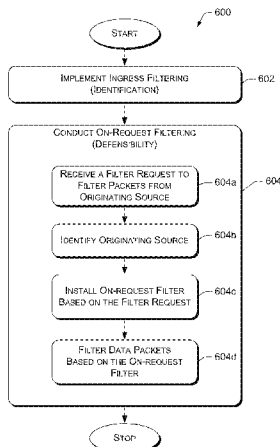 600
START
IMPLEMENT INGRESS FILTERING
(IDENTIFICATION)
602
CONDUCT ON-REQUEST FILTERING
(DEFENSIBILITY)
604
RECEIVE A FILTER REQUEST TO
FILTER PACKETS FROM
ORIGINATING SOURCE
604a
IDENTIFY ORIGINATING SOURCE
604b
INSTALL ON-REQUEST FILTER
BASED ON THE FILTER REQUEST
604c
FILTER DATA PACKETS
BASED ON THE ON-REQUEST
FILTER
604d
STOP